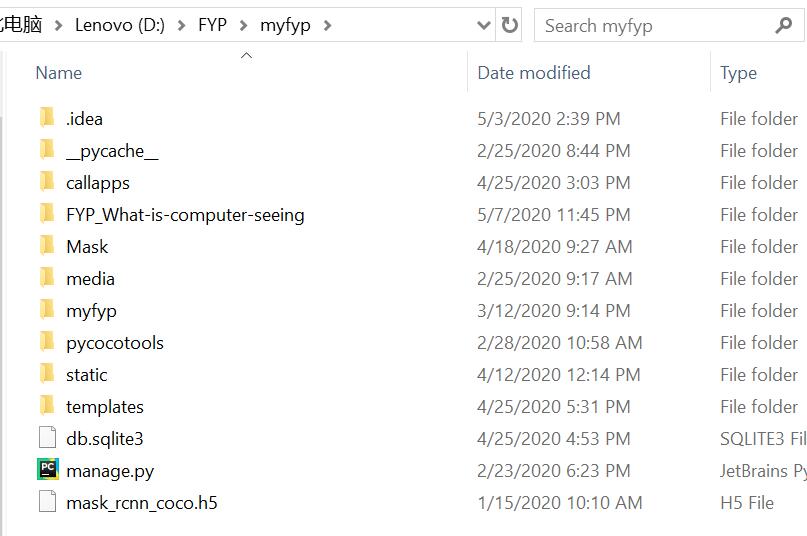 电脑 Lenovo (D:) FYP myfyp Search myfyp
Name Date modified Type
.idea 5/3/2020 2:39 PM File folder
__pycache__ 2/25/2020 8:44 PM File folder
callapps 4/25/2020 3:03 PM File folder
FYP_What-is-computer-seeing 5/7/2020 11:45 PM File folder
Mask 4/18/2020 9:27 AM File folder
media 2/25/2020 9:17 AM File folder
myfyp 3/12/2020 9:14 PM File folder
pycocotools 2/28/2020 10:58 AM File folder
static 4/12/2020 12:14 PM File folder
templates 4/25/2020 5:31 PM File folder
db.sqlite3 4/25/2020 4:53 PM SQLITE3 Fil
PC manage.py 2/23/2020 6:23 PM JetBrains Py
mask_rcnn_coco.h5 1/15/2020 10:10 AM H5 File